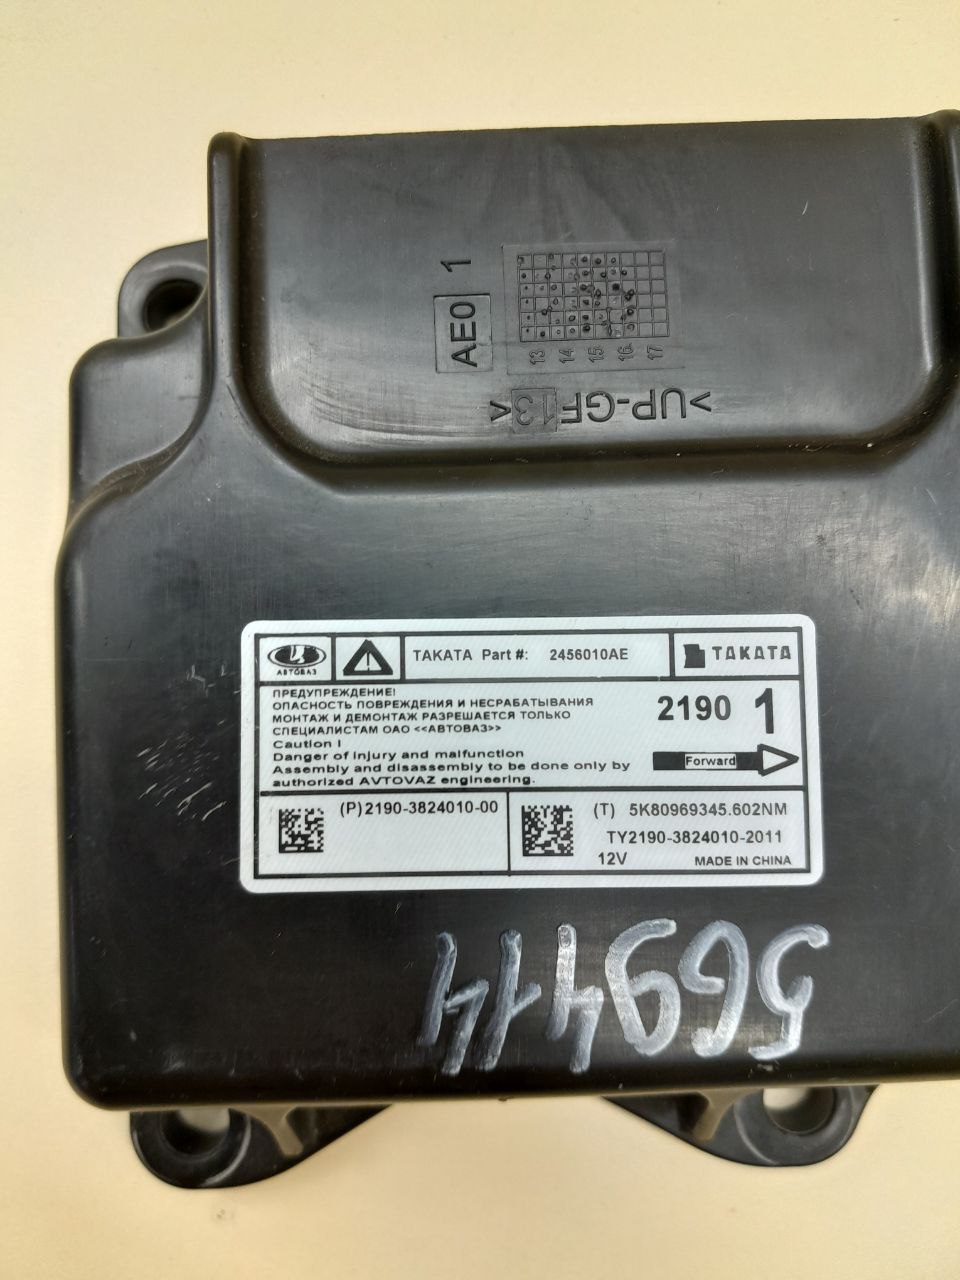 AE0 1
13 14 15 16 17
>UP-GF13<
АВТОВАЗ
TAKATA Part #: 2456010AE
TAKATA
ПРЕДУПРЕЖДЕНИЕ!
ОПАСНОСТЬ ПОВРЕЖДЕНИЯ И НЕСРАБАТЫВАНИЯ
МОНТАЖ И ДЕМОНТАЖ РАЗРЕШАЕТСЯ ТОЛЬКО
СПЕЦИАЛИСТАМ ОАО <<АВТОВАЗ>>
Caution !
Danger of injury and malfunction
Assembly and disassembly to be done only by
authorized AVTOVAZ engineering.
2190 1
Forward
(P)2190-3824010-00
(T) 5K80969345.602NM
TY2190-3824010-2011
12V MADE IN CHINA
569414